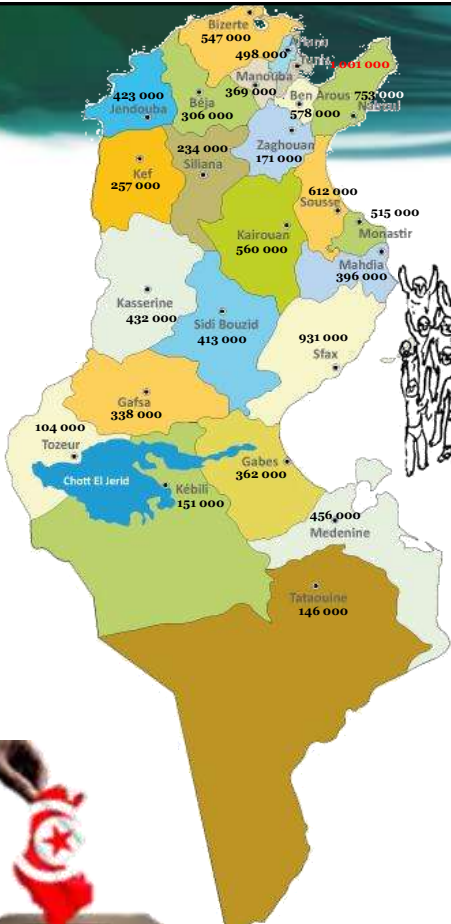 Bizerte
547 000
498 000
Tunis
1 001 000
Manouba
369 000
Ben Arous
578 000
753 000
Nabeul
423 000
Jendouba
Béja
306 000
234 000
Siliana
Zaghouan
171 000
Kef
257 000
612 000
Sousse
515 000
Monastir
Kairouan
560 000
Mahdia
396 000
Kasserine
432 000
Sidi Bouzid
413 000
931 000
Sfax
Gafsa
338 000
104 000
Tozeur
Chott El Jerid
Kébili
151 000
Gabes
362 000
456 000
Medenine
Tataouine
146 000